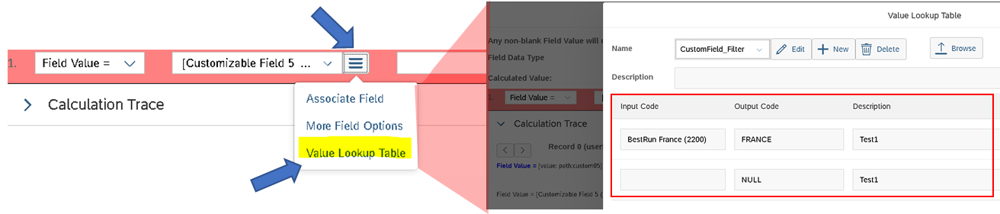 1. Field Value = [Customizable Field 5 ...
Associate Field
More Field Options
Value Lookup Table
Calculation Trace
Any non-blank Field Value will r
Field Data Type
Calculated Value:
1. Field Value = [
Calculation Trace
Record 0 (user
Field Value = [value: path:custom05]
Field Value = [Customizable Field 5 (
Value Lookup Table
Name CustomField_Filter Edit New Delete Browse
Description
Input Code Output Code Description
BestRun France (2200) FRANCE Test1
NULL Test1